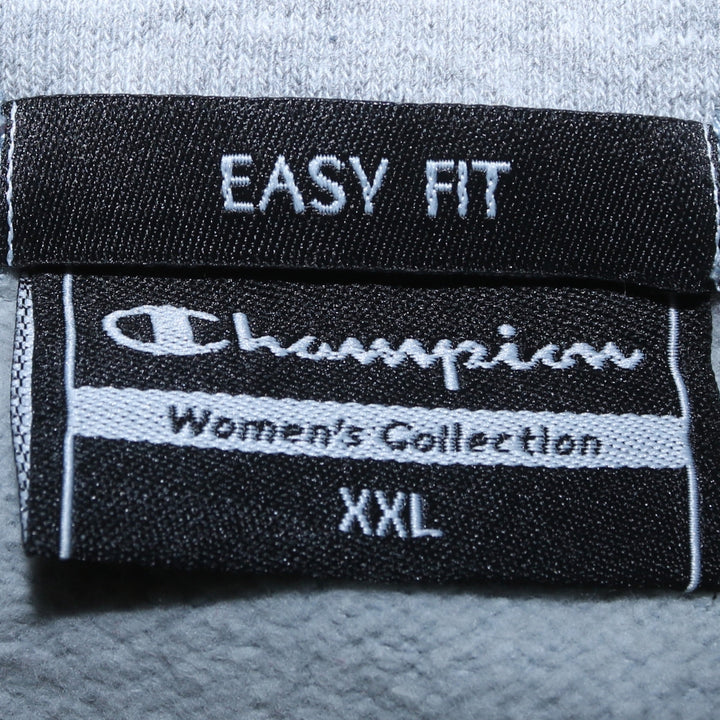 EASY FIT
Champion
Women's Collection
XXL